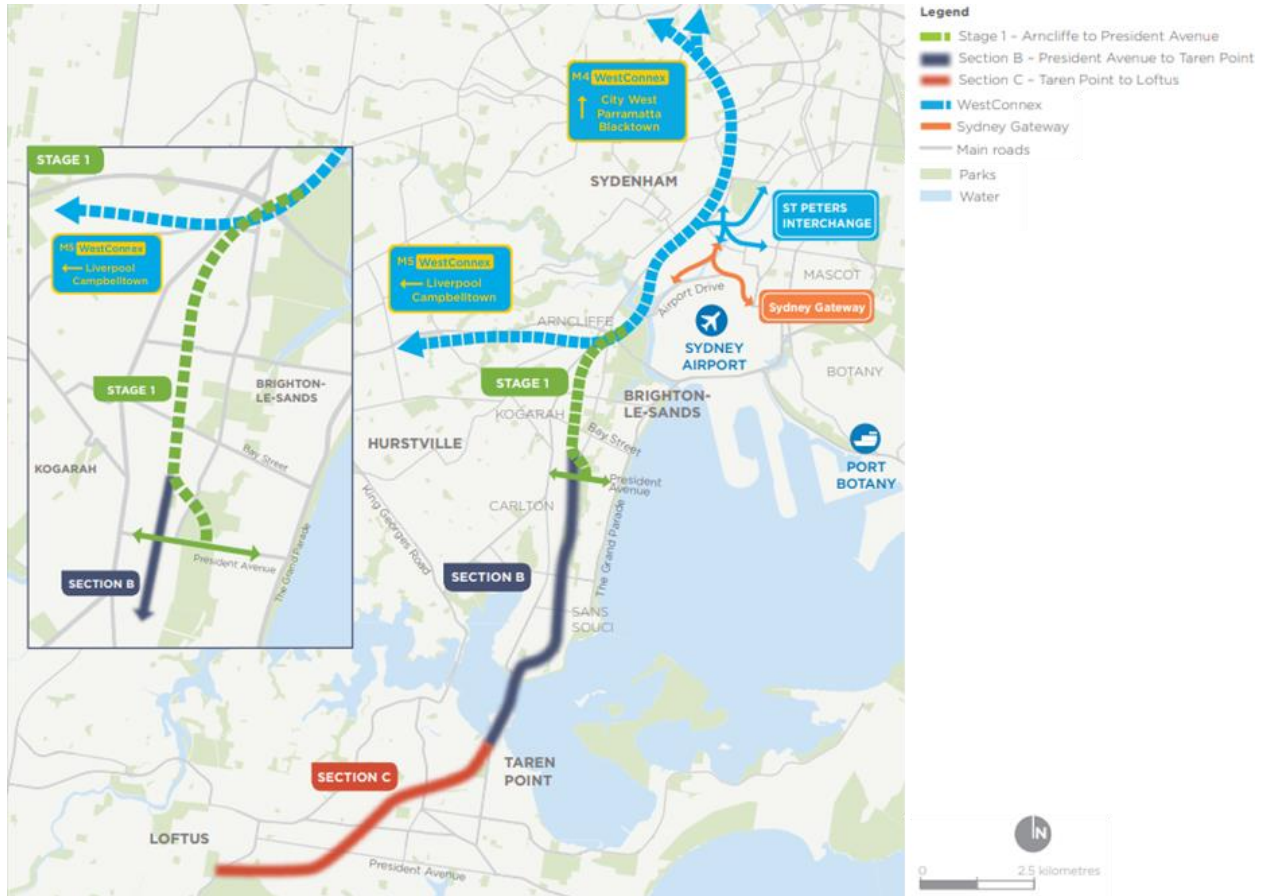 M4 WestConnex
City West
Parramatta
Blacktown
STAGE 1
M5 WestConnex
Liverpool
Campbelltown
STAGE 1
BRIGHTON-
LE-SANDS
Bay Street
KOGARAH
President Avenue
The Grand Parade
SECTION B
SYDENHAM
ST PETERS
INTERCHANGE
MASCOT
Airport Drive
Sydney Gateway
M5 WestConnex
Liverpool
Campbelltown
ARNCLIFFE
SYDNEY
AIRPORT
BOTANY
STAGE 1
BRIGHTON-
LE-SANDS
KOGARAH
Bay Street
HURSTVILLE
PORT
BOTANY
President
Avenue
CARLTON
King Georges Road
The Grand Parade
SECTION B
SANS
SOUCI
TAREN
POINT
SECTION C
LOFTUS
President Avenue
Legend
Stage 1 – Arncliffe to President Avenue
Section B – President Avenue to Taren Point
Section C – Taren Point to Loftus
WestConnex
Sydney Gateway
Main roads
Parks
Water
N
0 2.5 kilometres